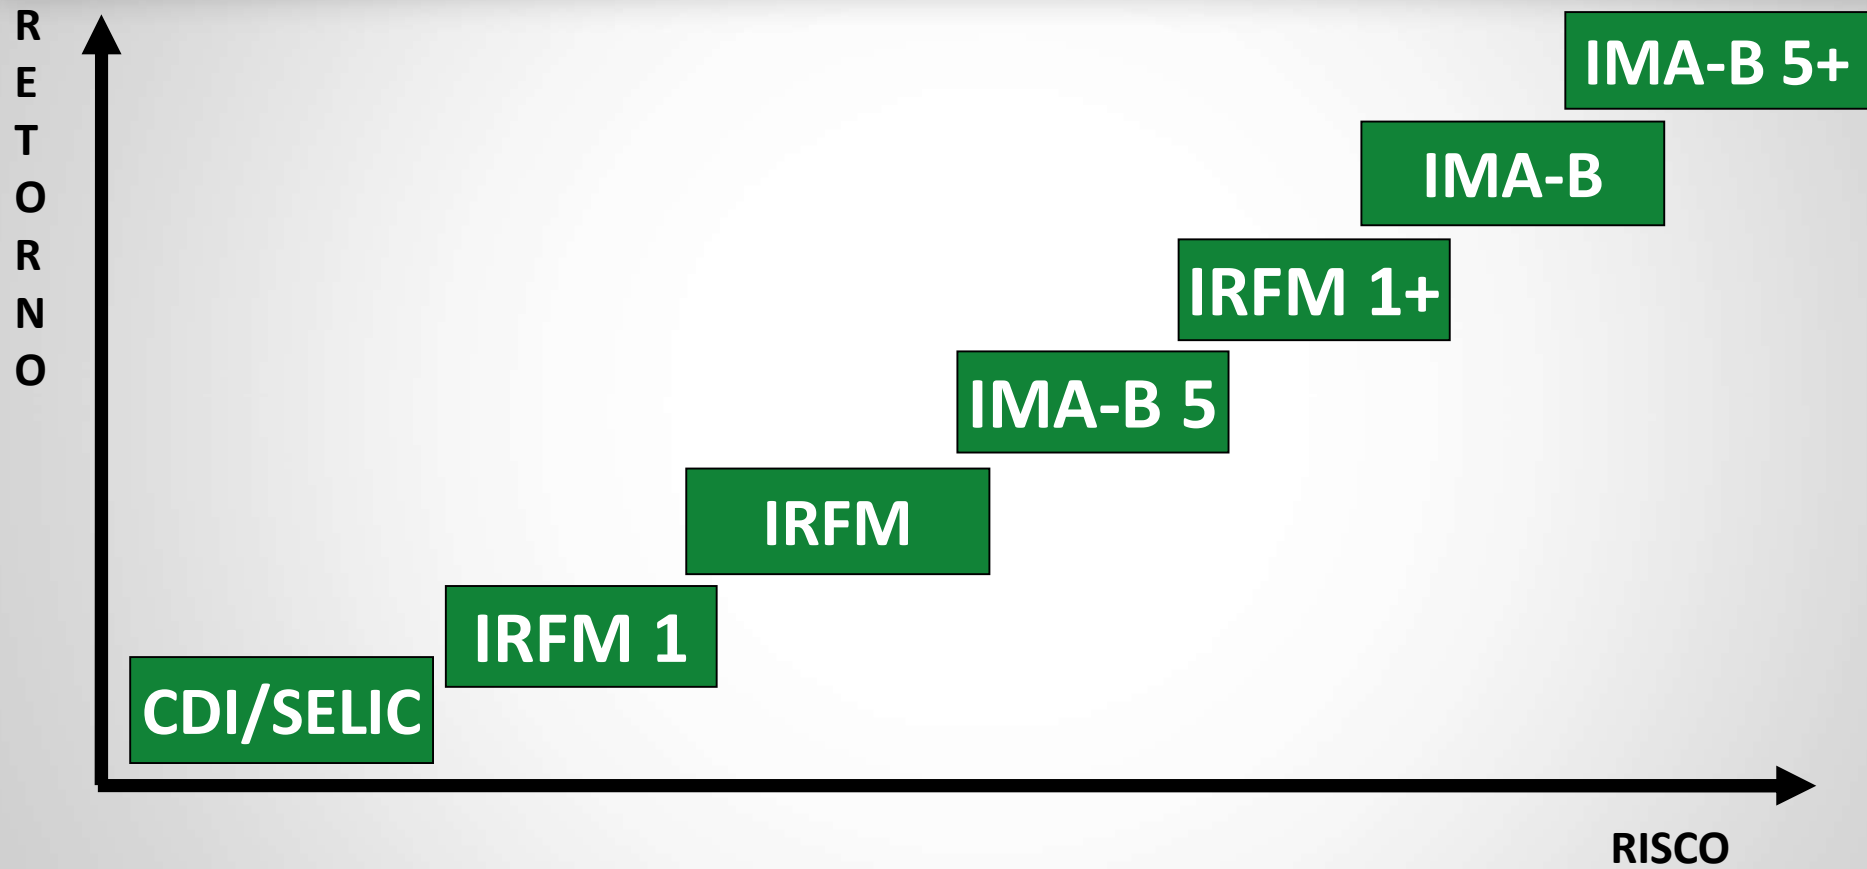 RETORNO
IMA-B 5+
IMA-B
IRFM 1+
IMA-B 5
IRFM
IRFM 1
CDI/SELIC
RISCO